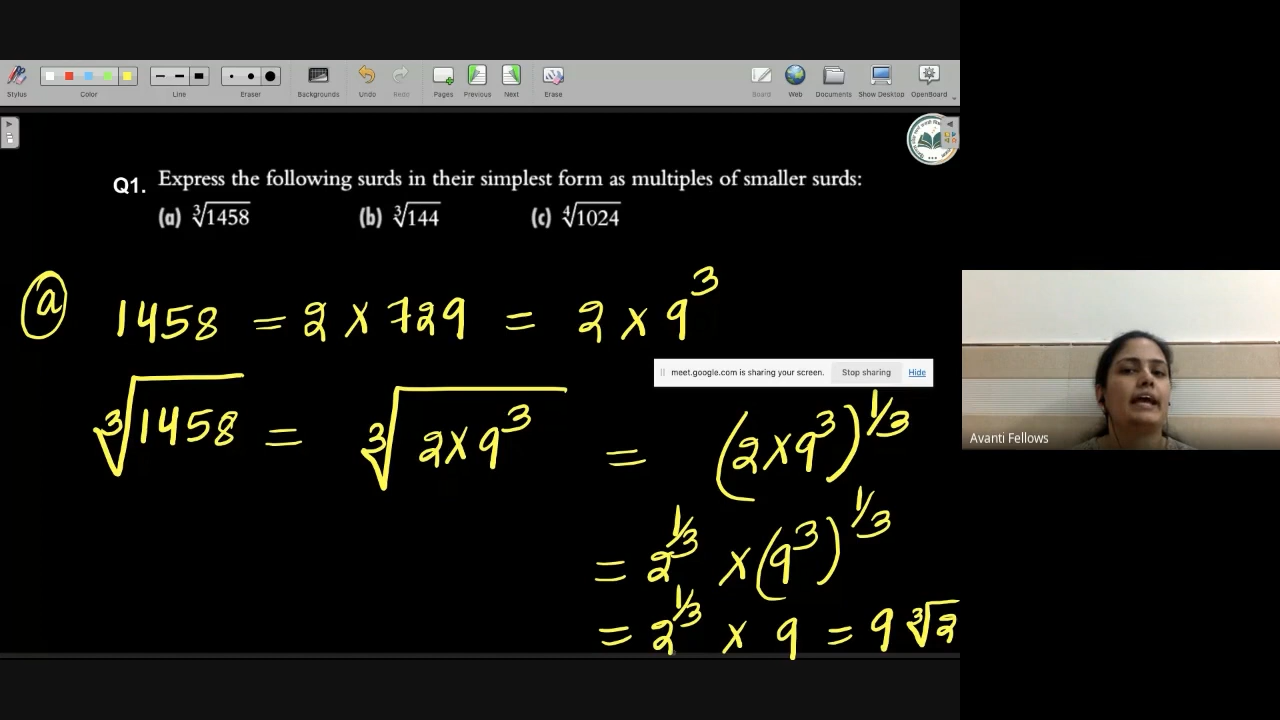 Stylus Color Line Eraser Backgrounds Undo Redo Pages Previous Next Erase Board Web Documents Show Desktop OpenBoard
Q1. Express the following surds in their simplest form as multiples of smaller surds:
(a) ∛1458 (b) ∛144 (c) ∜1024
ⓐ 1458 = 2 × 729 = 2 × 9³
meet.google.com is sharing your screen. Stop sharing Hide
∛1458 = ∛(2×9³) = (2×9³)^1/3
= 2^1/3 × (9³)^1/3
= 2^1/3 × 9 = 9∛2
Avanti Fellows